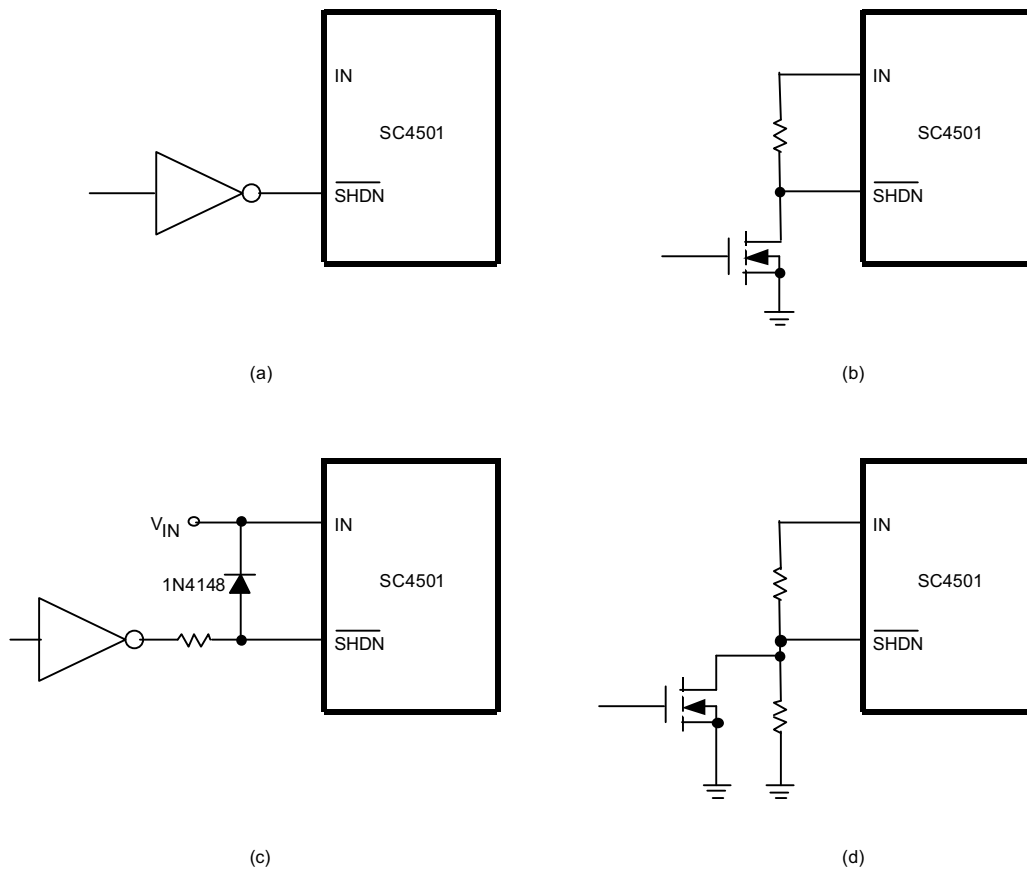 IN
SC4501
SHDN
(a)
IN
SC4501
SHDN
(b)
VIN
IN
1N4148
SC4501
SHDN
(c)
IN
SC4501
SHDN
(d)